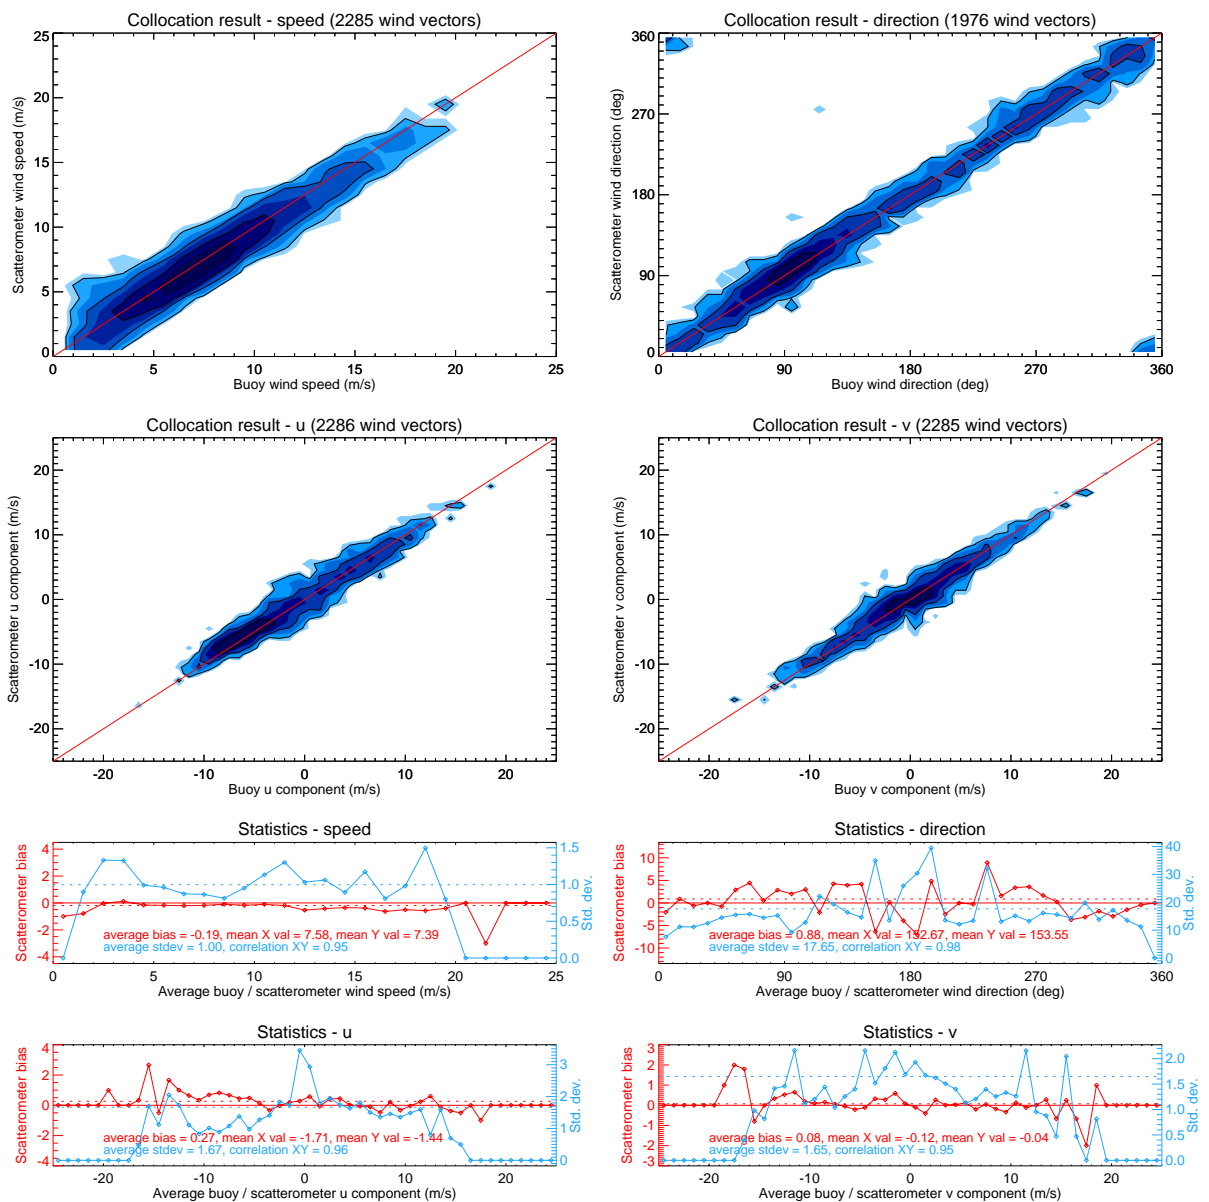 Collocation result - speed (2285 wind vectors)
25
20
15
10
5
0
Scatterometer wind speed (m/s)
0 5 10 15 20 25
Buoy wind speed (m/s)
Collocation result - direction (1976 wind vectors)
360
270
180
90
0
Scatterometer wind direction (deg)
0 90 180 270 360
Buoy wind direction (deg)
Collocation result - u (2286 wind vectors)
20
10
0
-10
-20
Scatterometer u component (m/s)
-20 -10 0 10 20
Buoy u component (m/s)
Collocation result - v (2285 wind vectors)
20
10
0
-10
-20
Scatterometer v component (m/s)
-20 -10 0 10 20
Buoy v component (m/s)
Statistics - speed
4
2
0
-2
-4
Scatterometer bias
1.5
1.0
0.5
0.0
Std. dev.
average bias = -0.19, mean X val = 7.58, mean Y val = 7.39
average stdev = 1.00, correlation XY = 0.95
0 5 10 15 20 25
Average buoy / scatterometer wind speed (m/s)
Statistics - direction
10
5
0
-5
-10
Scatterometer bias
40
30
20
10
0
Std. dev.
average bias = 0.88, mean X val = 152.67, mean Y val = 153.55
average stdev = 17.65, correlation XY = 0.98
0 90 180 270 360
Average buoy / scatterometer wind direction (deg)
Statistics - u
4
2
0
-2
-4
Scatterometer bias
3
2
1
0
Std. dev.
average bias = 0.27, mean X val = -1.71, mean Y val = -1.44
average stdev = 1.67, correlation XY = 0.96
-20 -10 0 10 20
Average buoy / scatterometer u component (m/s)
Statistics - v
3
2
1
0
-1
-2
-3
Scatterometer bias
2.0
1.5
1.0
0.5
0.0
Std. dev.
average bias = 0.08, mean X val = -0.12, mean Y val = -0.04
average stdev = 1.65, correlation XY = 0.95
-20 -10 0 10 20
Average buoy / scatterometer v component (m/s)